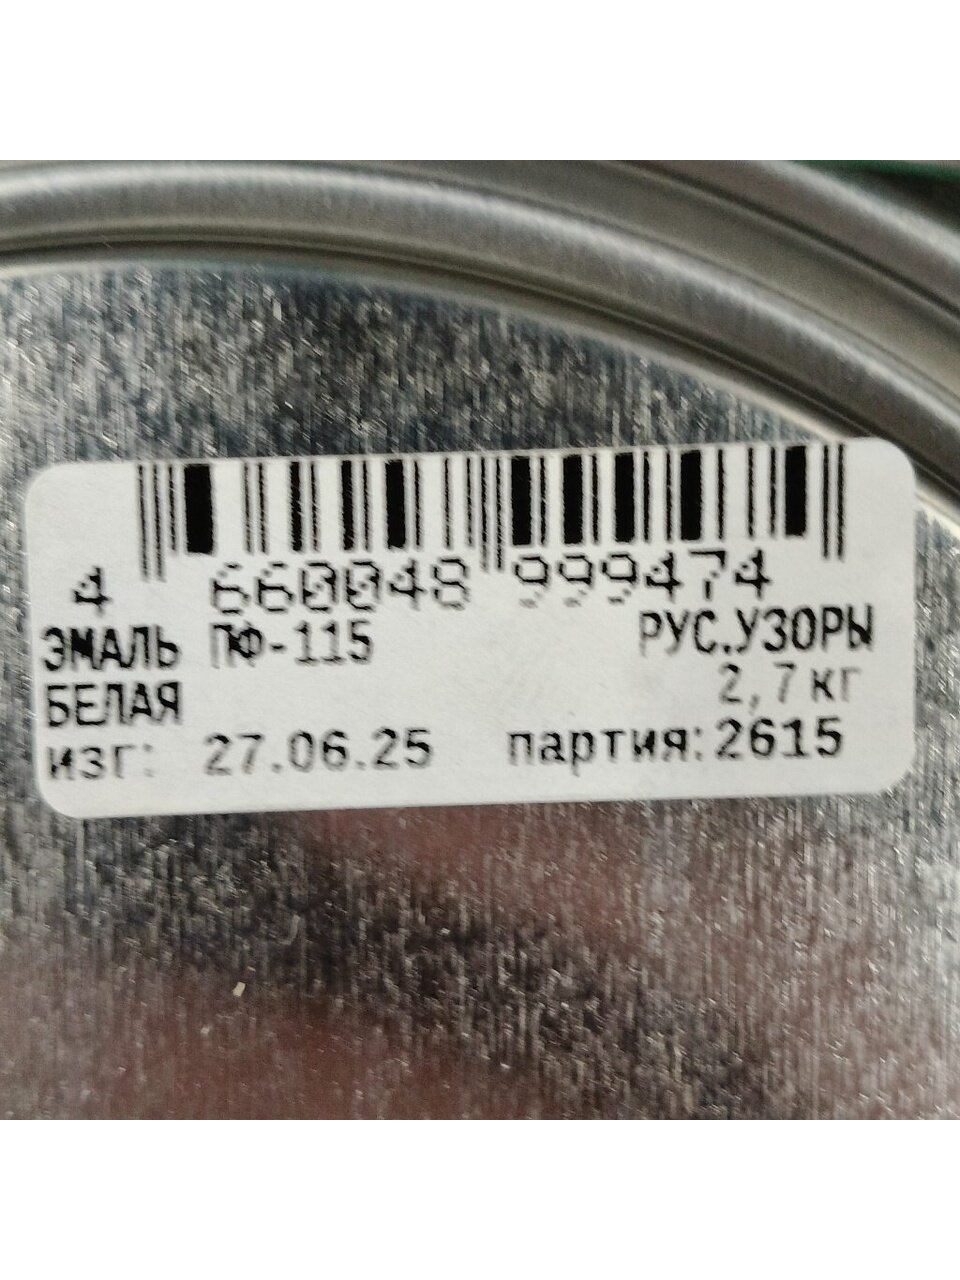 4 660048 999474
ЭМАЛЬ ПФ-115 РУС.УЗОРЫ
БЕЛАЯ 2,7 кг
изг: 27.06.25 партия:2615